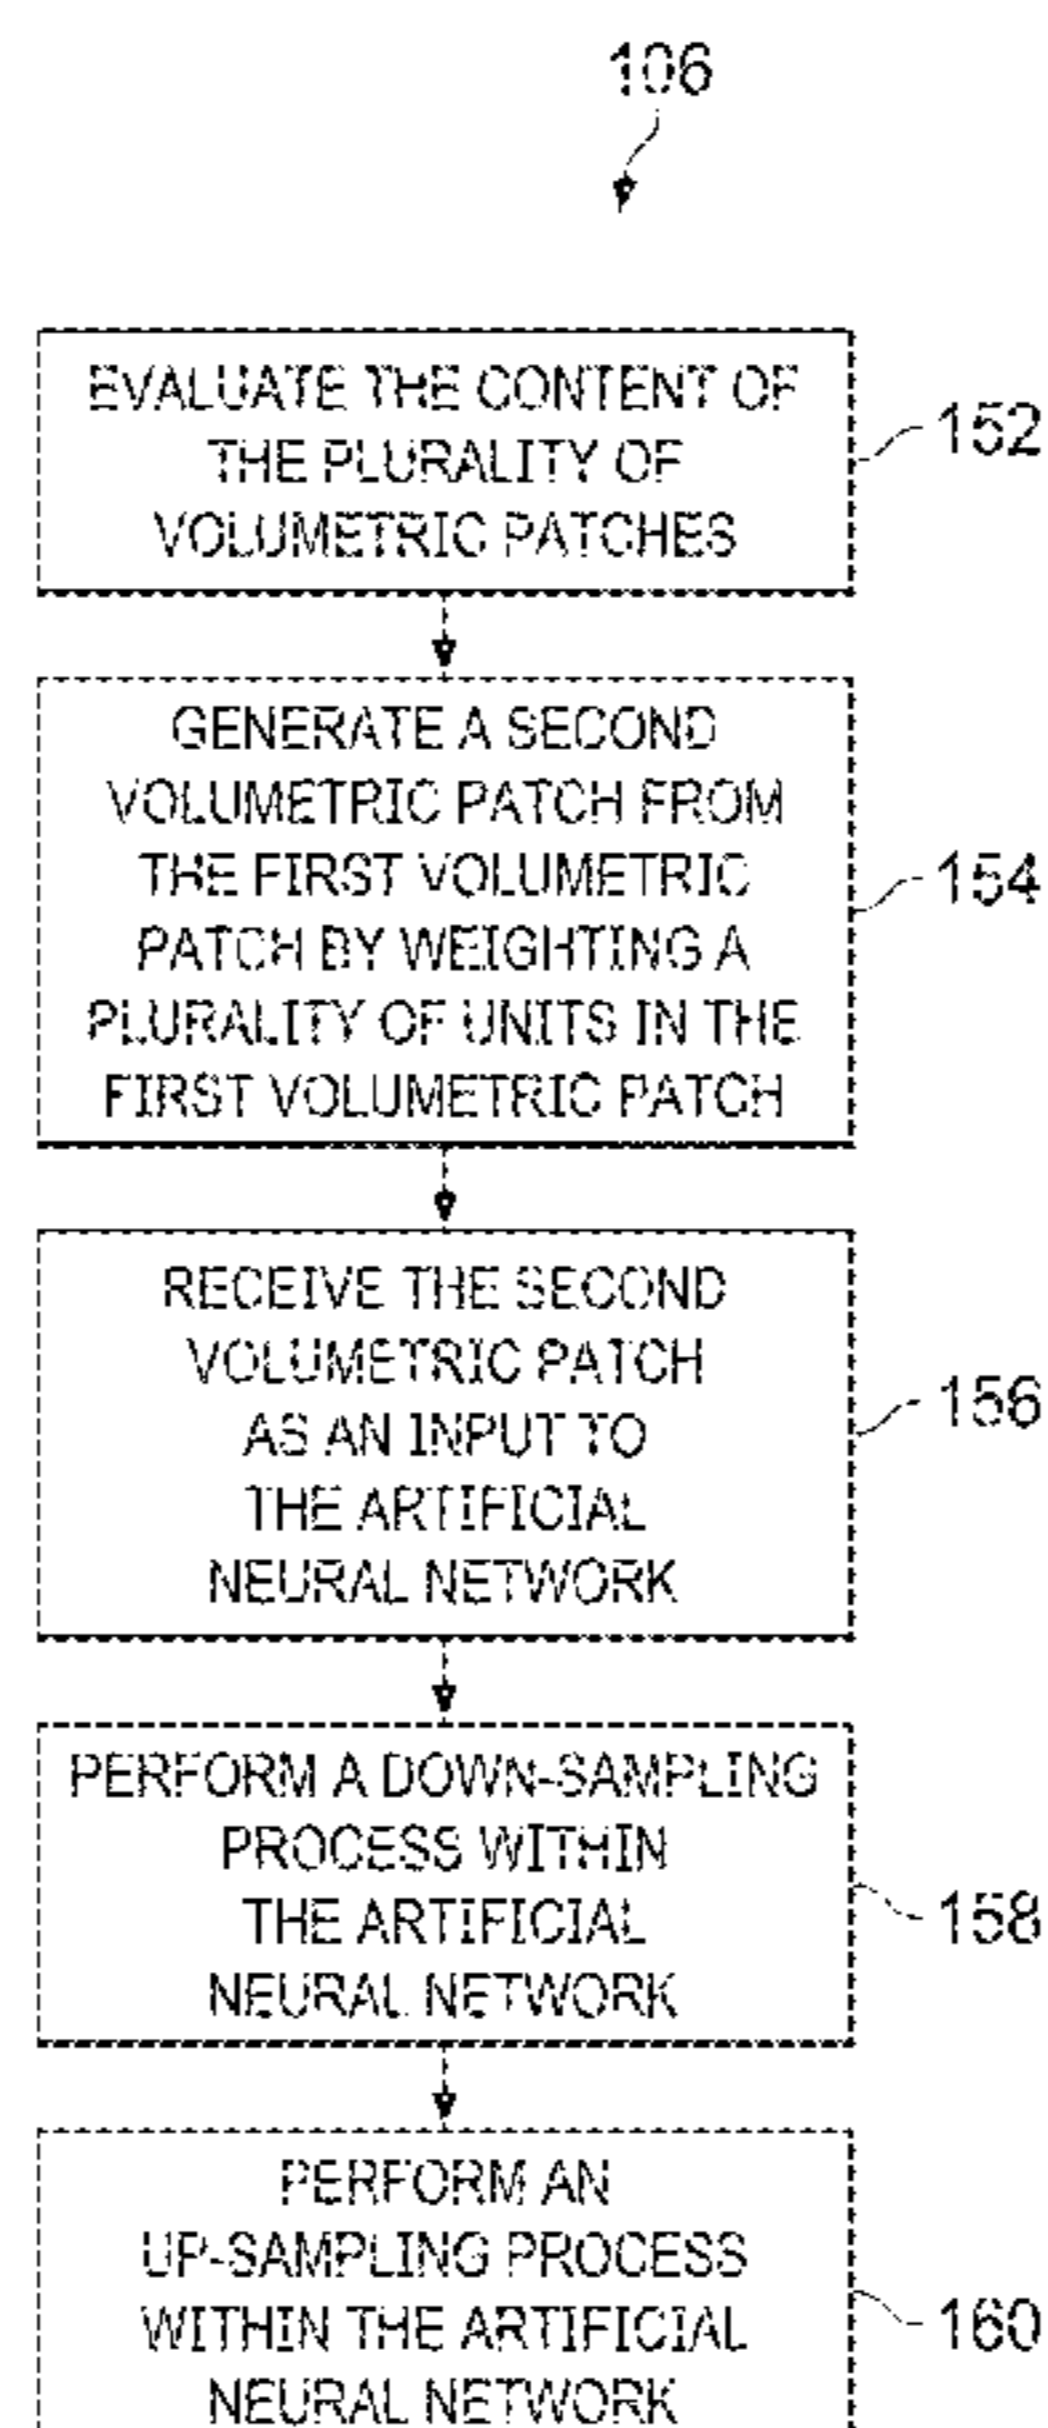 106
EVALUATE THE CONTENT OF
THE PLURALITY OF
VOLUMETRIC PATCHES
152
GENERATE A SECOND
VOLUMETRIC PATCH FROM
THE FIRST VOLUMETRIC
PATCH BY WEIGHTING A
PLURALITY OF UNITS IN THE
FIRST VOLUMETRIC PATCH
154
RECEIVE THE SECOND
VOLUMETRIC PATCH
AS AN INPUT TO
THE ARTIFICIAL
NEURAL NETWORK
156
PERFORM A DOWN-SAMPLING
PROCESS WITHIN
THE ARTIFICIAL
NEURAL NETWORK
158
PERFORM AN
UP-SAMPLING PROCESS
WITHIN THE ARTIFICIAL
NEURAL NETWORK
160